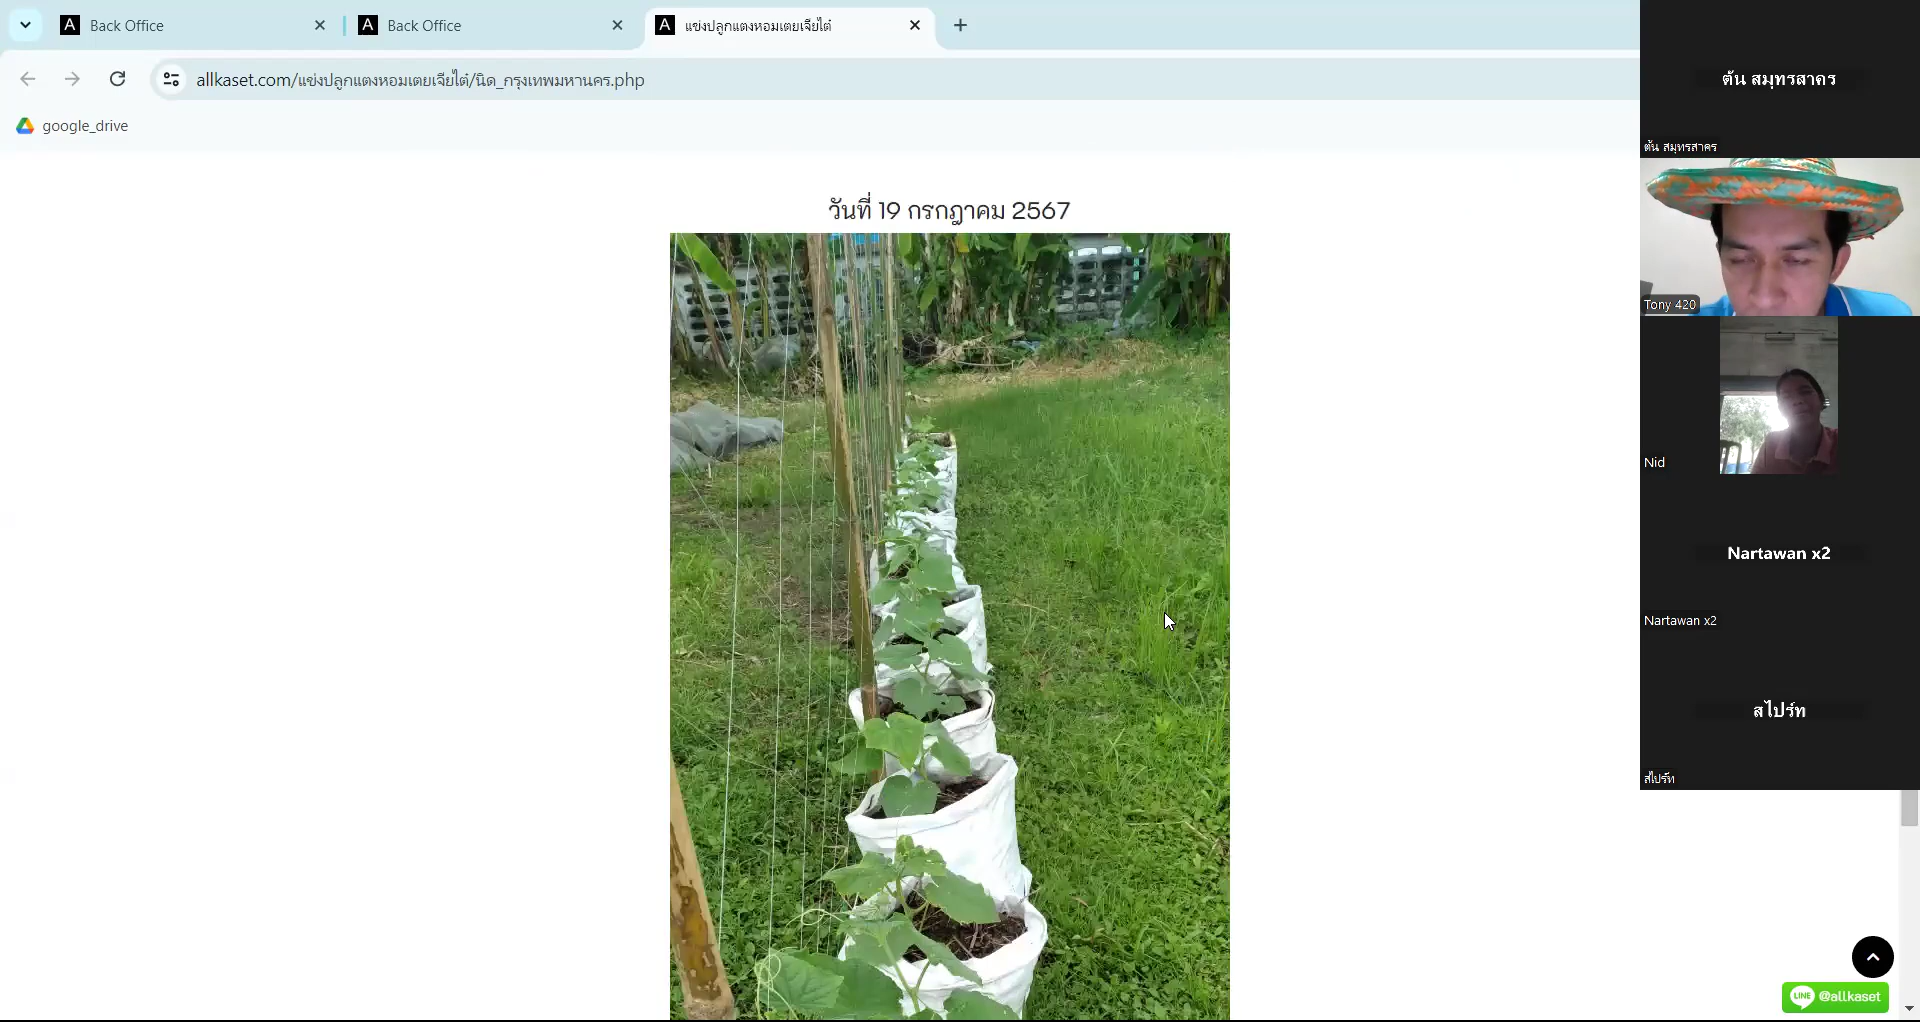 Back Office
Back Office
แข่งปลูกแตงหอมเตยเจียไต๋
allkaset.com/แข่งปลูกแตงหอมเตยเจียไต๋/นิด_กรุงเทพมหานคร.php
google_drive
วันที่ 19 กรกฎาคม 2567
ต้น สมุทรสาคร
ต้น สมุทรสาคร
Tony 420
Nid
Nartawan x2
Nartawan x2
สไปร์ท
สไปร์ท
LINE @allkaset